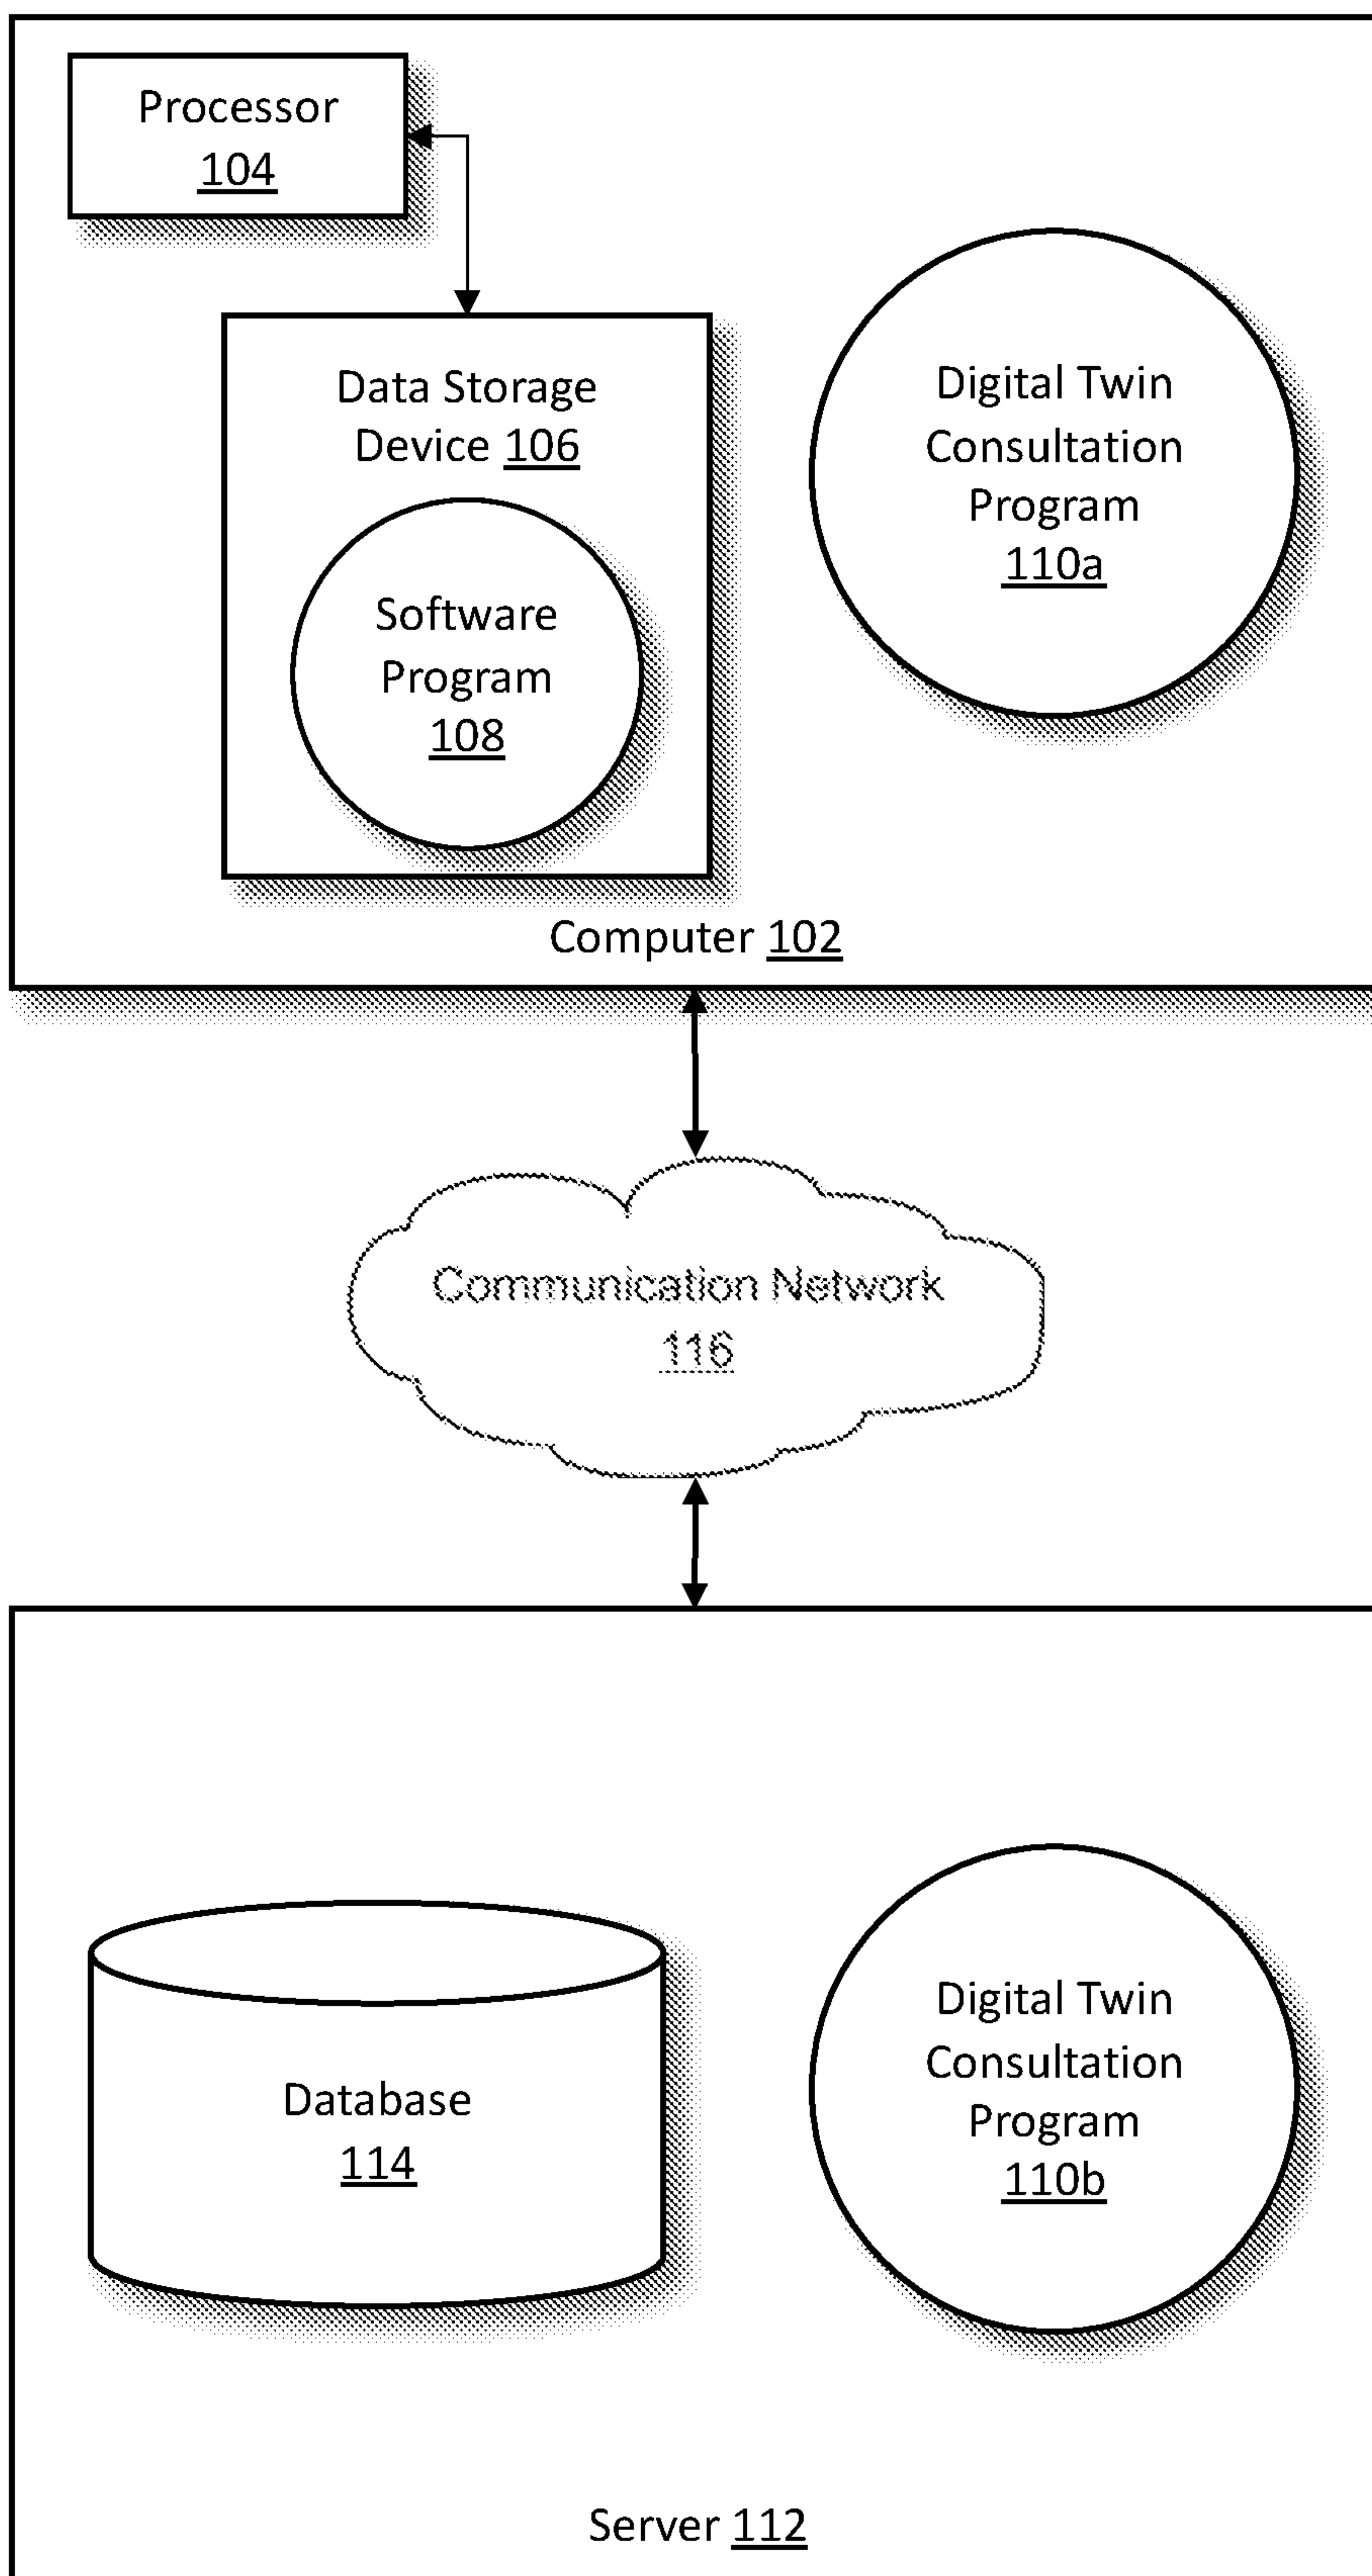 Processor
104
Data Storage
Device 106
Software
Program
108
Digital Twin
Consultation
Program
110a
Computer 102
Communication Network
116
Database
114
Digital Twin
Consultation
Program
110b
Server 112